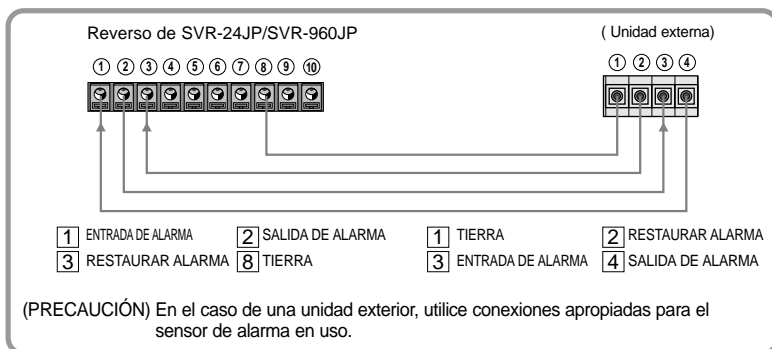 Reverso de SVR-24JP/SVR-960JP
( Unidad externa)
① ② ③ ④ ⑤ ⑥ ⑦ ⑧ ⑨ ⑩
① ② ③ ④
1 ENTRADA DE ALARMA 2 SALIDA DE ALARMA 1 TIERRA 2 RESTAURAR ALARMA
3 RESTAURAR ALARMA 8 TIERRA 3 ENTRADA DE ALARMA 4 SALIDA DE ALARMA
(PRECAUCIÓN) En el caso de una unidad exterior, utilice conexiones apropiadas para el
sensor de alarma en uso.